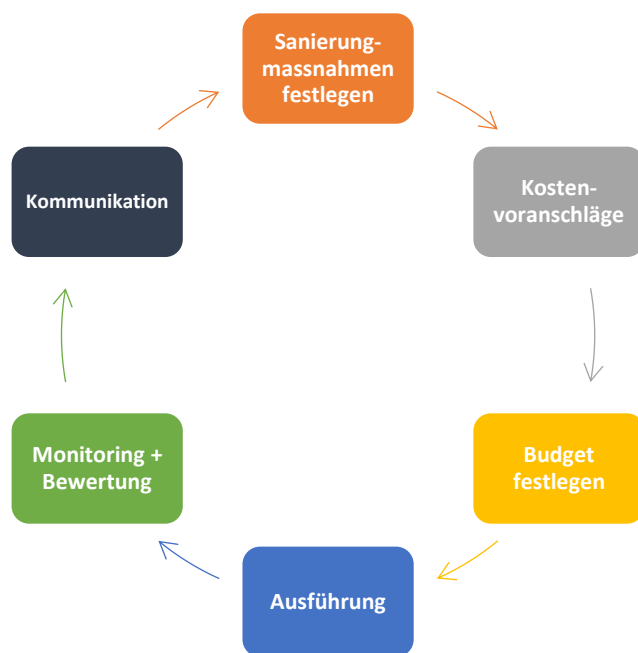 Sanierung-
massnahmen
festlegen
Kosten-
voranschläge
Budget
festlegen
Ausführung
Monitoring +
Bewertung
Kommunikation